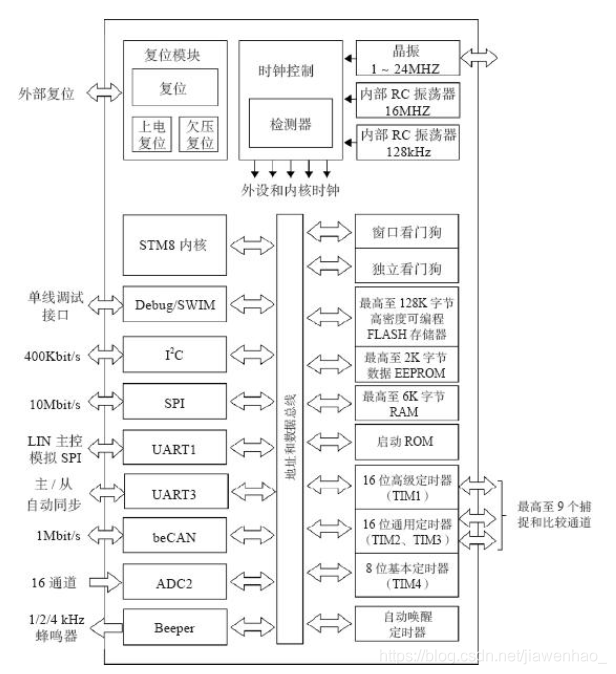 复位模块
复位
上电
复位
欠压
复位
外部复位
时钟控制
检测器
晶振
1 ~ 24MHZ
内部 RC 振荡器
16MHZ
内部 RC 振荡器
128kHz
外设和内核时钟
STM8 内核
单线调试
接口
Debug/SWIM
400Kbit/s
I²C
10Mbit/s
SPI
LIN 主控
模拟 SPI
UART1
主 / 从
自动同步
UART3
1Mbit/s
beCAN
16 通道
ADC2
1/2/4 kHz
蜂鸣器
Beeper
地址和数据总线
窗口看门狗
独立看门狗
最高至 128K 字节
高密度可编程
FLASH 存储器
最高至 2K 字节
数据 EEPROM
最高至 6K 字节
RAM
启动 ROM
16 位高级定时器
(TIM1)
16 位通用定时器
(TIM2、TIM3)
8 位基本定时器
(TIM4)
自动唤醒
定时器
最高至 9 个捕
捉和比较通道
https://blog.csdn.net/jiawenhao_